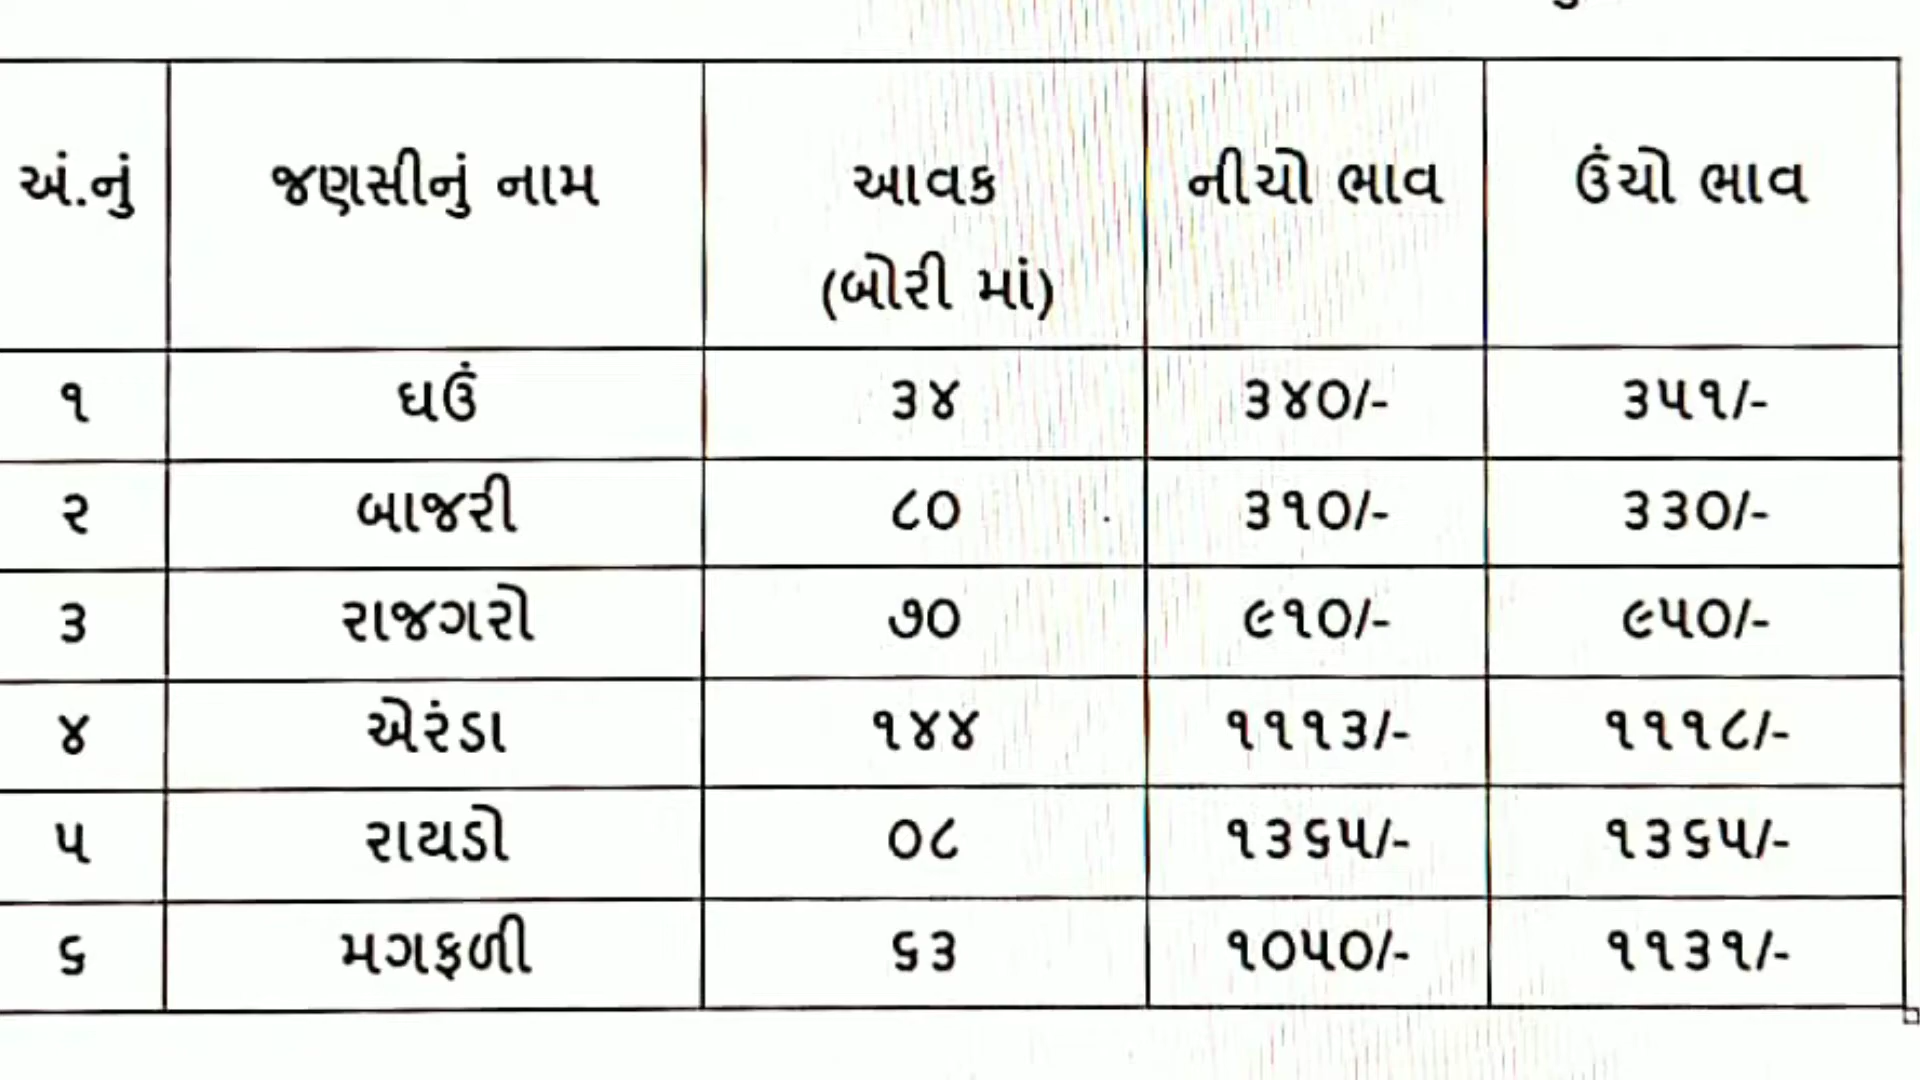 અં.નું જણસીનું નામ આવક નીચો ભાવ ઉંચો ભાવ
(બોરી માં)
૧ ઘઉં ૩૪ ૩૪૦/- ૩૫૧/-
૨ બાજરી ૮૦ ૩૧૦/- ૩૩૦/-
૩ રાજગરો ૭૦ ૯૧૦/- ૯૫૦/-
૪ એરંડા ૧૪૪ ૧૧૧૩/- ૧૧૧૮/-
૫ રાયડો ૦૮ ૧૩૬૫/- ૧૩૬૫/-
૬ મગફળી ૬૩ ૧૦૫૦/- ૧૧૩૧/-